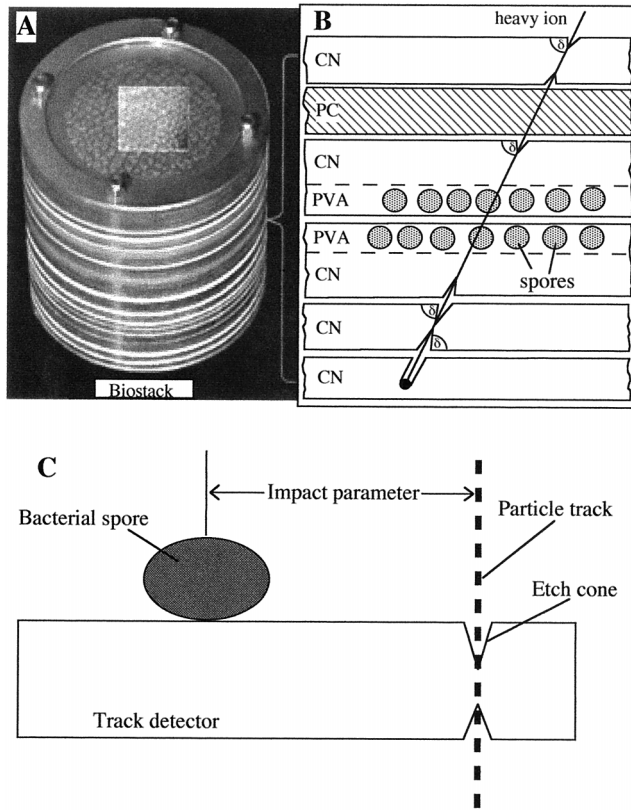 A
Biostack
B
heavy ion
δ
CN
PC
δ
CN
PVA
PVA
spores
CN
δ
CN
δ
CN
C
Impact parameter
Bacterial spore
Particle track
Etch cone
Track detector